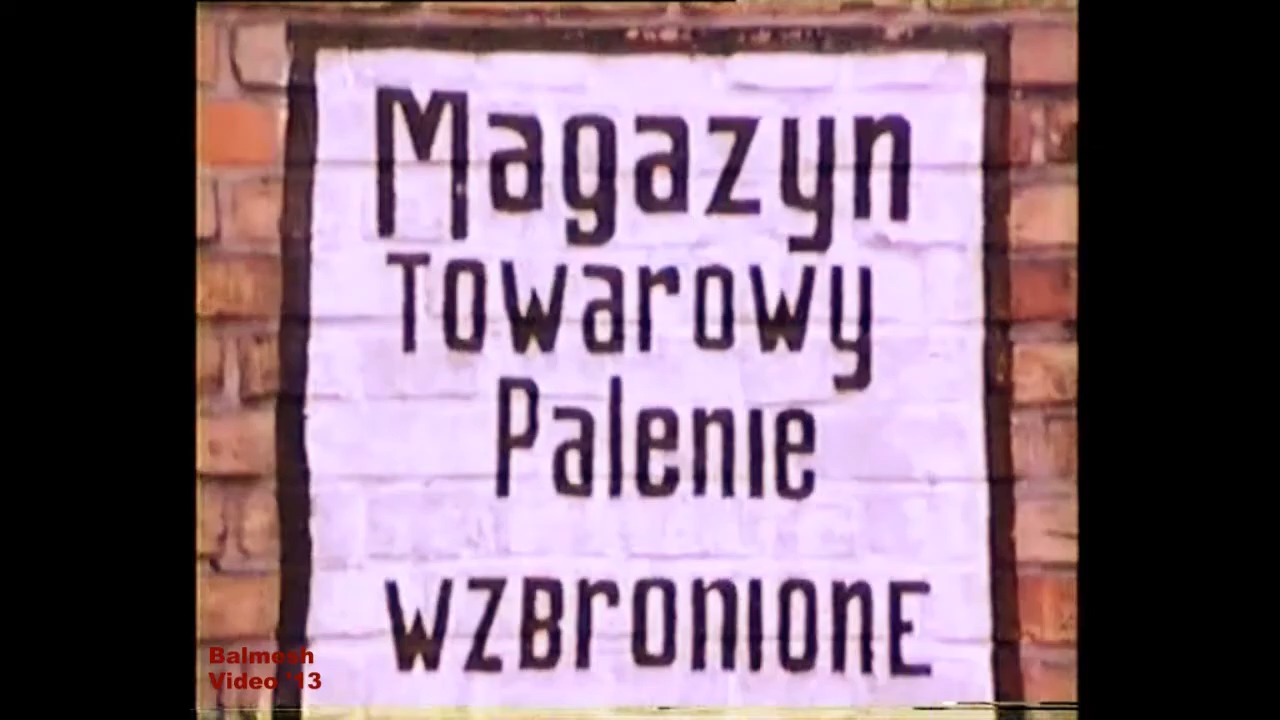 Magazyn
Towarowy
Palenie
WZBronionE
Balmesh
Video '13